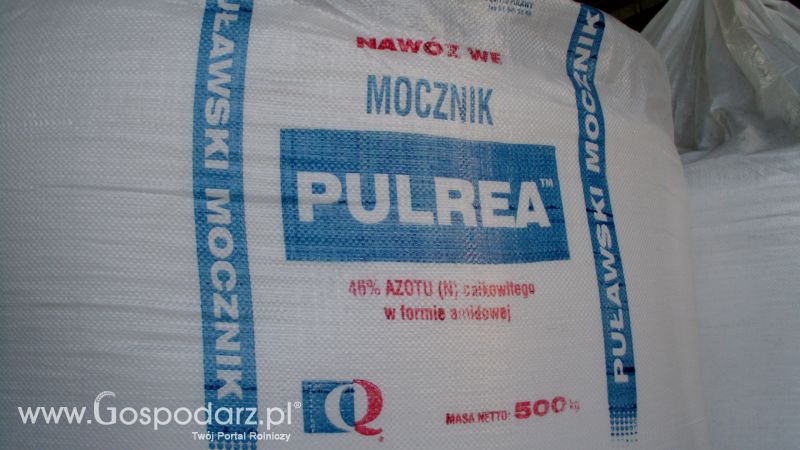 NAWÓZ WE
MOCZNIK
PULREA™
46% AZOTU (N) całkowitego
w formie amidowej
MASA NETTO: 500 kg
PUŁAWSKI MOCZNIK
PUŁAWSKI MOCZNIK
www.Gospodarz.pl®
Twój Portal Rolniczy